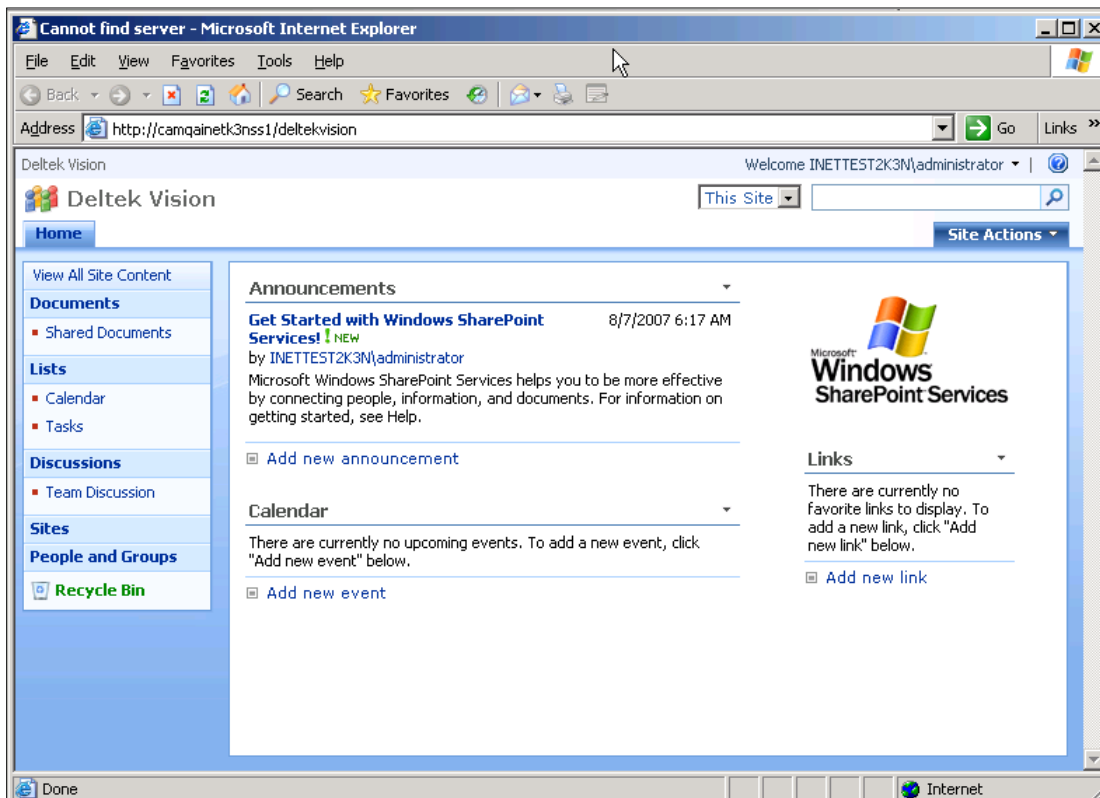 Cannot find server - Microsoft Internet Explorer
File Edit View Favorites Tools Help
Back Search Favorites
Address http://camqainetk3nss1/deltekvision Go Links »
Deltek Vision Welcome INETTEST2K3N\administrator |
Deltek Vision This Site
Home Site Actions
View All Site Content
Documents
Shared Documents
Lists
Calendar
Tasks
Discussions
Team Discussion
Sites
People and Groups
Recycle Bin
Announcements
Get Started with Windows SharePoint 8/7/2007 6:17 AM
Services! ! NEW
by INETTEST2K3N\administrator
Microsoft Windows SharePoint Services helps you to be more effective
by connecting people, information, and documents. For information on
getting started, see Help.
Add new announcement
Calendar
There are currently no upcoming events. To add a new event, click
"Add new event" below.
Add new event
Microsoft
Windows
SharePoint Services
Links
There are currently no
favorite links to display. To
add a new link, click "Add
new link" below.
Add new link
Done Internet